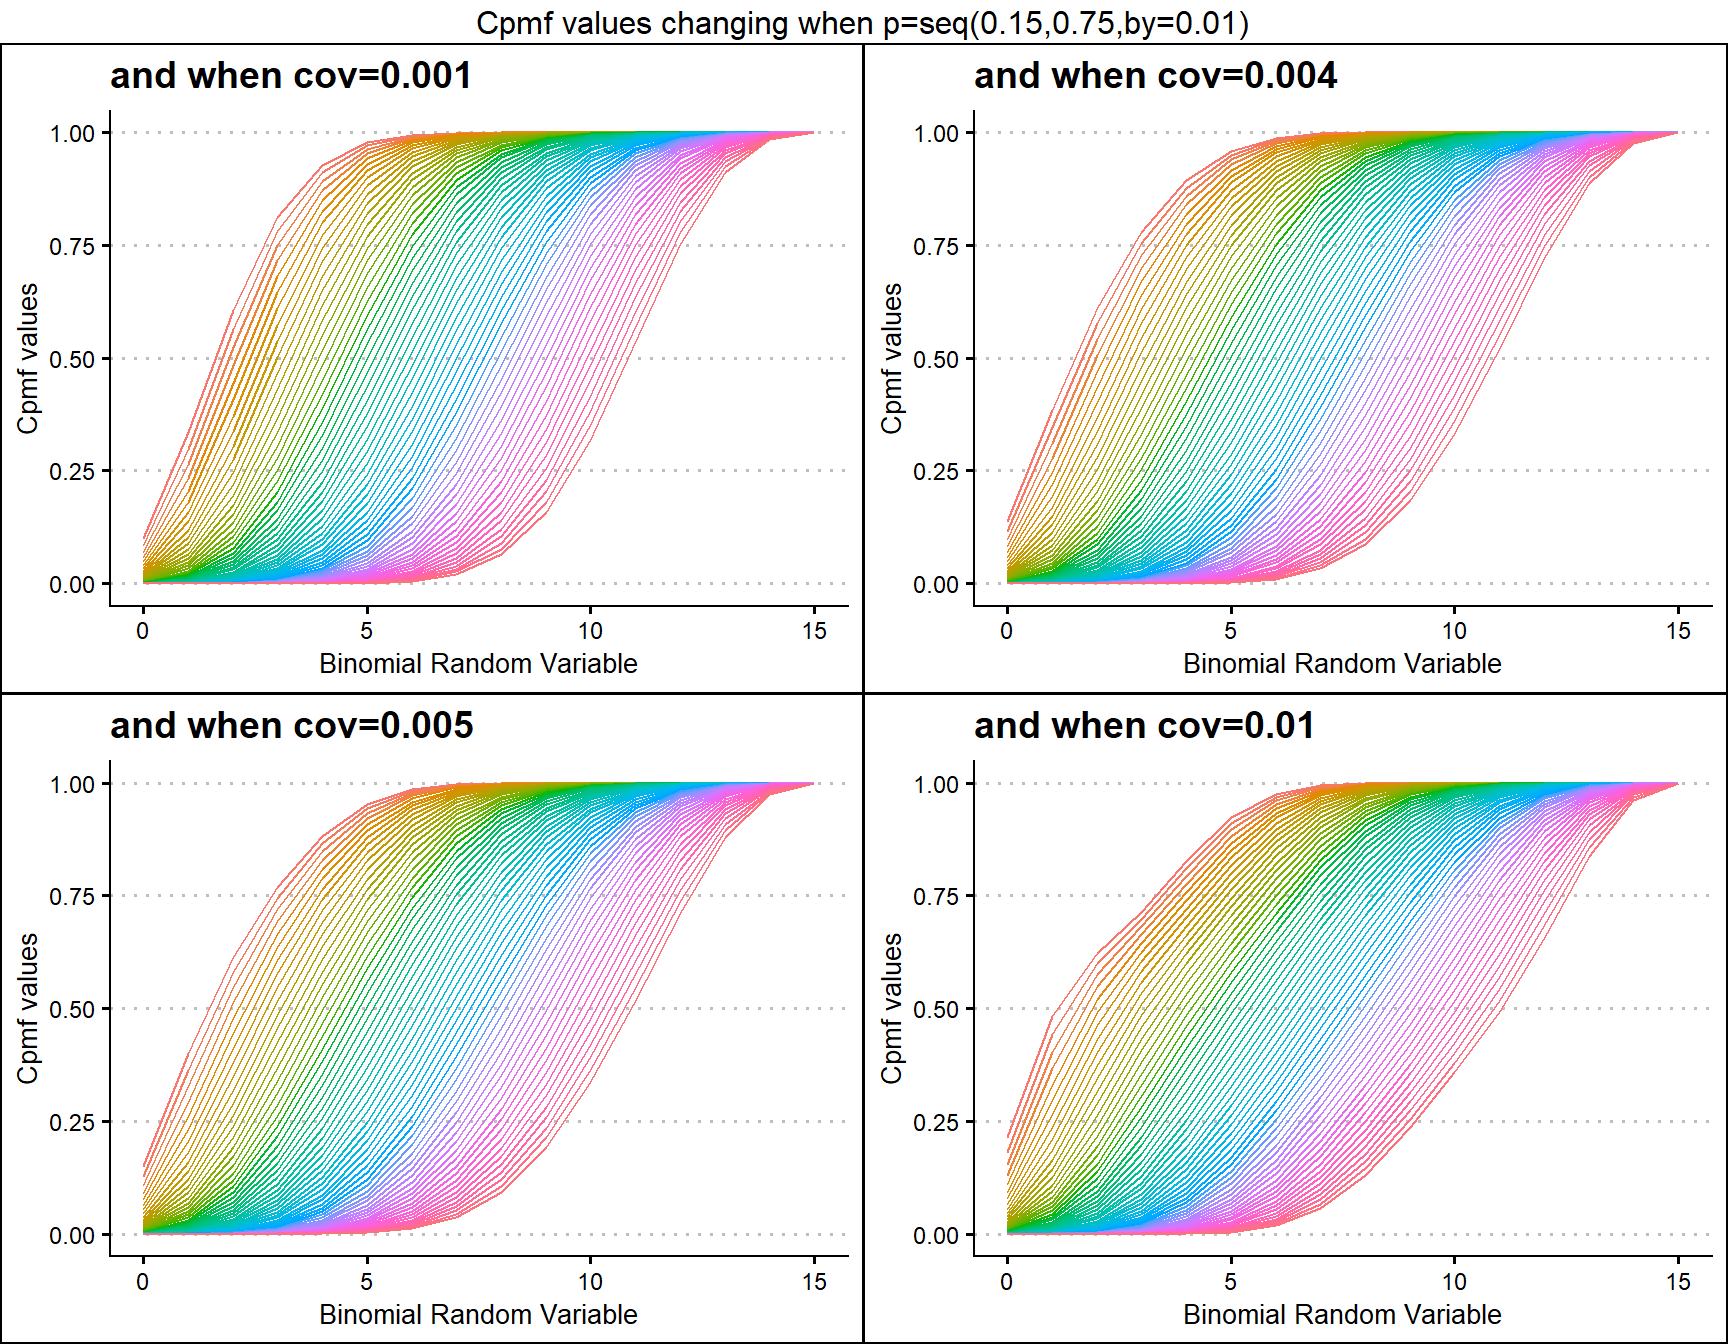 Cpmf values changing when p=seq(0.15,0.75,by=0.01)
and when cov=0.001
1.00
0.75
0.50
0.25
0.00
Cpmf values
0 5 10 15
Binomial Random Variable
and when cov=0.004
1.00
0.75
0.50
0.25
0.00
Cpmf values
0 5 10 15
Binomial Random Variable
and when cov=0.005
1.00
0.75
0.50
0.25
0.00
Cpmf values
0 5 10 15
Binomial Random Variable
and when cov=0.01
1.00
0.75
0.50
0.25
0.00
Cpmf values
0 5 10 15
Binomial Random Variable